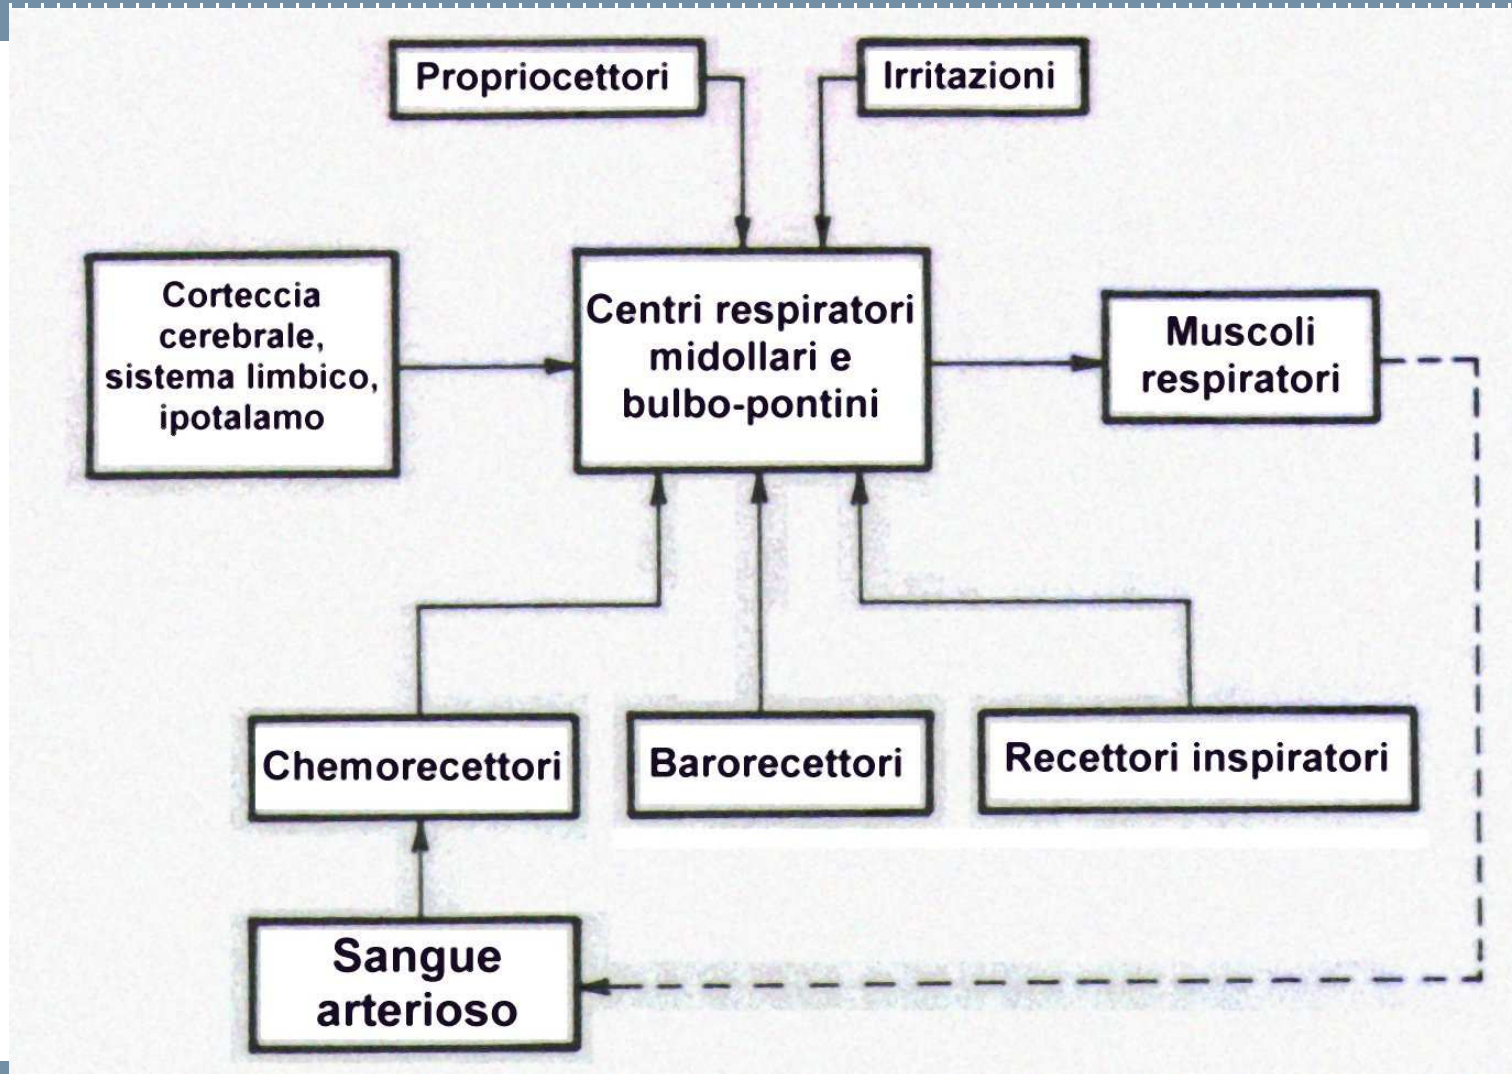 Propriocettori
Irritazioni
Corteccia
cerebrale,
sistema limbico,
ipotalamo
Centri respiratori
midollari e
bulbo-pontini
Muscoli
respiratori
Chemorecettori
Barorecettori
Recettori inspiratori
Sangue
arterioso